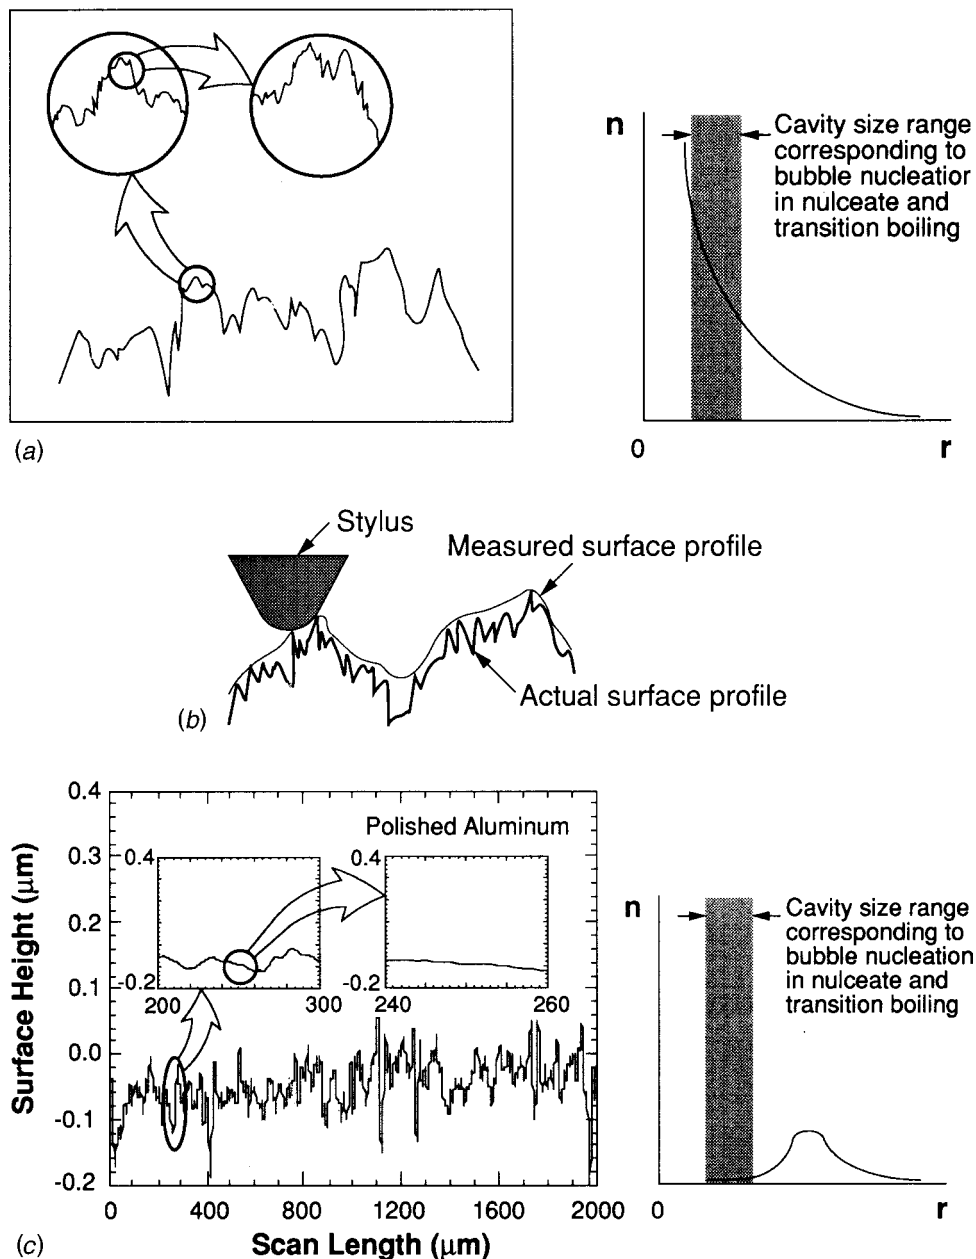 n
Cavity size range
corresponding to
bubble nucleatior
in nulceate and
transition boiling
0
r
(a)
Stylus
Measured surface profile
Actual surface profile
(b)
0.4
0.3
0.2
0.1
0.0
-0.1
-0.2
Surface Height (μm)
Polished Aluminum
0.4
-0.2
200
300
0.4
-0.2
240
260
0
400
800
1200
1600
2000
Scan Length (μm)
(c)
n
Cavity size range
corresponding to
bubble nucleation
in nulceate and
transition boiling
0
r